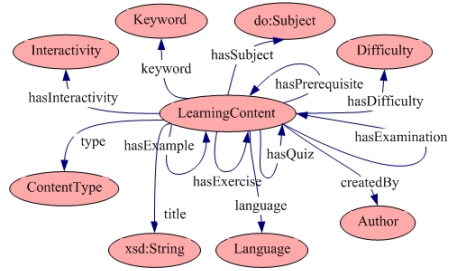 Keyword
do:Subject
Interactivity
Difficulty
hasSubject
keyword
hasPrerequisite
hasInteractivity
hasDifficulty
LearningContent
type
hasExample
hasExamination
hasQuiz
hasExercise
ContentType
createdBy
language
title
Author
xsd:String
Language